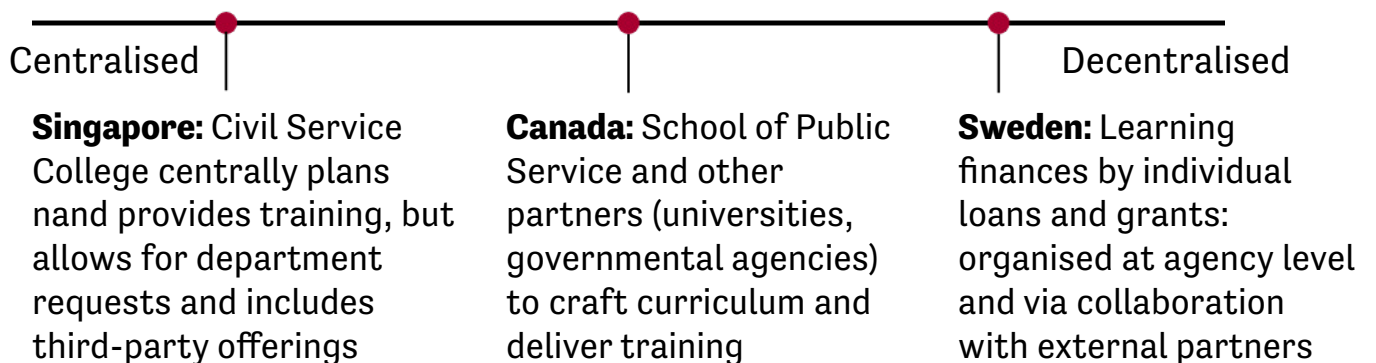 Centralised
Decentralised
Singapore: Civil Service
College centrally plans
nand provides training, but
allows for department
requests and includes
third-party offerings
Canada: School of Public
Service and other
partners (universities,
governmental agencies)
to craft curriculum and
deliver training
Sweden: Learning
finances by individual
loans and grants:
organised at agency level
and via collaboration
with external partners